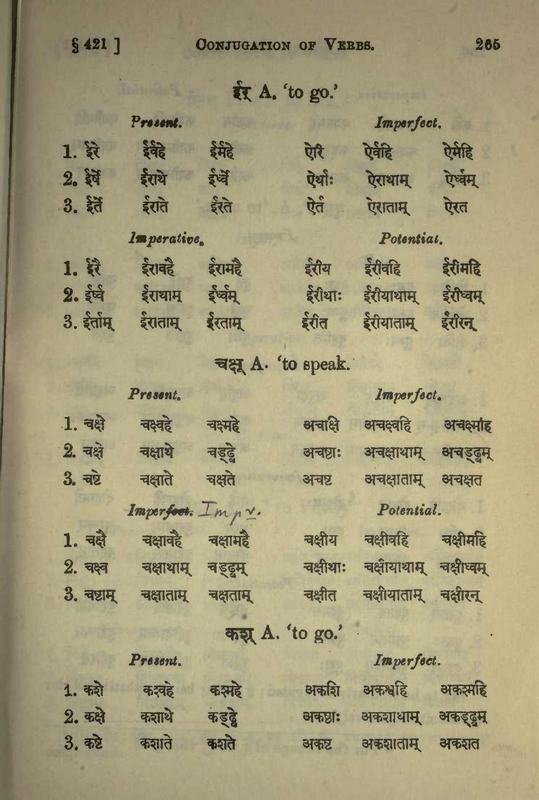 § 421 ] CONJUGATION OF VERBS. 265
ईर् A. ‘to go.’
Present. Imperfect.
1. ईरे ईर्वहे ईर्महे ऐरि ऐर्वहि ऐर्महि
2. ईर्षे ईराथे ईर्ध्वे ऐर्थाः ऐराथाम् ऐर्ध्वम्
3. ईर्ते ईराते ईरते ऐर्त ऐराताम् ऐरत
Imperative. Potential.
1. ईरै ईरावहै ईरामहै ईरीय ईरीवहि ईरीमहि
2. ईर्ष्व ईराथाम् ईर्ध्वम् ईरीथाः ईरीयाथाम् ईरीध्वम्
3. ईर्ताम् ईराताम् ईरताम् ईरीत ईरीयाताम् ईरीरन्
चक्ष् A. ‘to speak.
Present. Imperfect.
1. चक्षे चक्ष्वहे चक्ष्महे अचक्षि अचक्ष्वहि अचक्ष्महि
2. चक्षे चक्षाथे चड्ढ्वे अचष्ठाः अचक्षाथाम् अचड्ढ्वम्
3. चष्टे चक्षाते चक्षते अचष्ट अचक्षाताम् अचक्षत
Imperfect. Impv. Potential.
1. चक्षै चक्षावहै चक्षामहै चक्षीय चक्षीवहि चक्षीमहि
2. चक्ष्व चक्षाथाम् चड्ढ्वम् चक्षीथाः चक्षीयाथाम् चक्षीध्वम्
3. चष्टाम् चक्षाताम् चक्षताम् चक्षीत चक्षीयाताम् चक्षीरन्
कश् A. ‘to go.’
Present. Imperfect.
1. कशे कश्वहे कश्महे अकशि अकश्वहि अकश्महि
2. कक्षे कशाथे कड्ढ्वे अकष्ठाः अकशाथाम् अकड्ढ्वम्
3. कष्टे कशाते कशते अकष्ट अकशाताम् अकशत